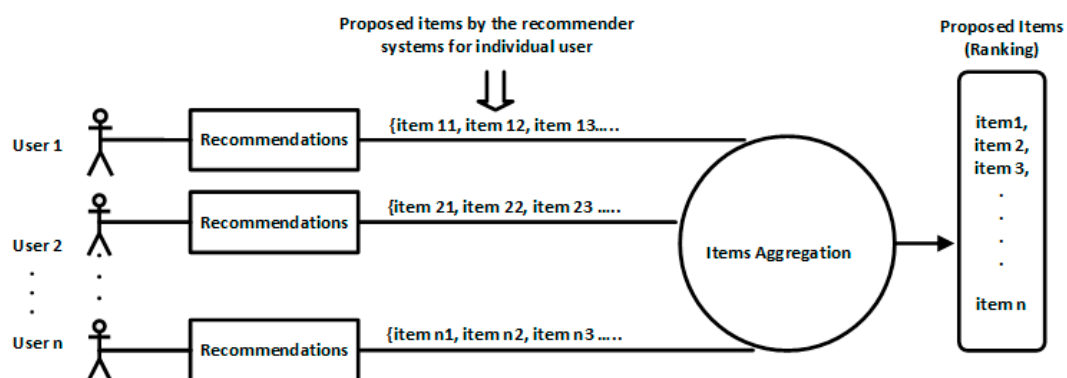 Proposed items by the recommender
systems for individual user
Proposed Items
(Ranking)
User 1
Recommendations
{item 11, item 12, item 13.....
item1,
item 2,
item 3,
.
.
.
.
item n
User 2
Recommendations
{item 21, item 22, item 23 .....
Items Aggregation
.
.
.
.
.
.
User n
Recommendations
{item n1, item n2, item n3 .....